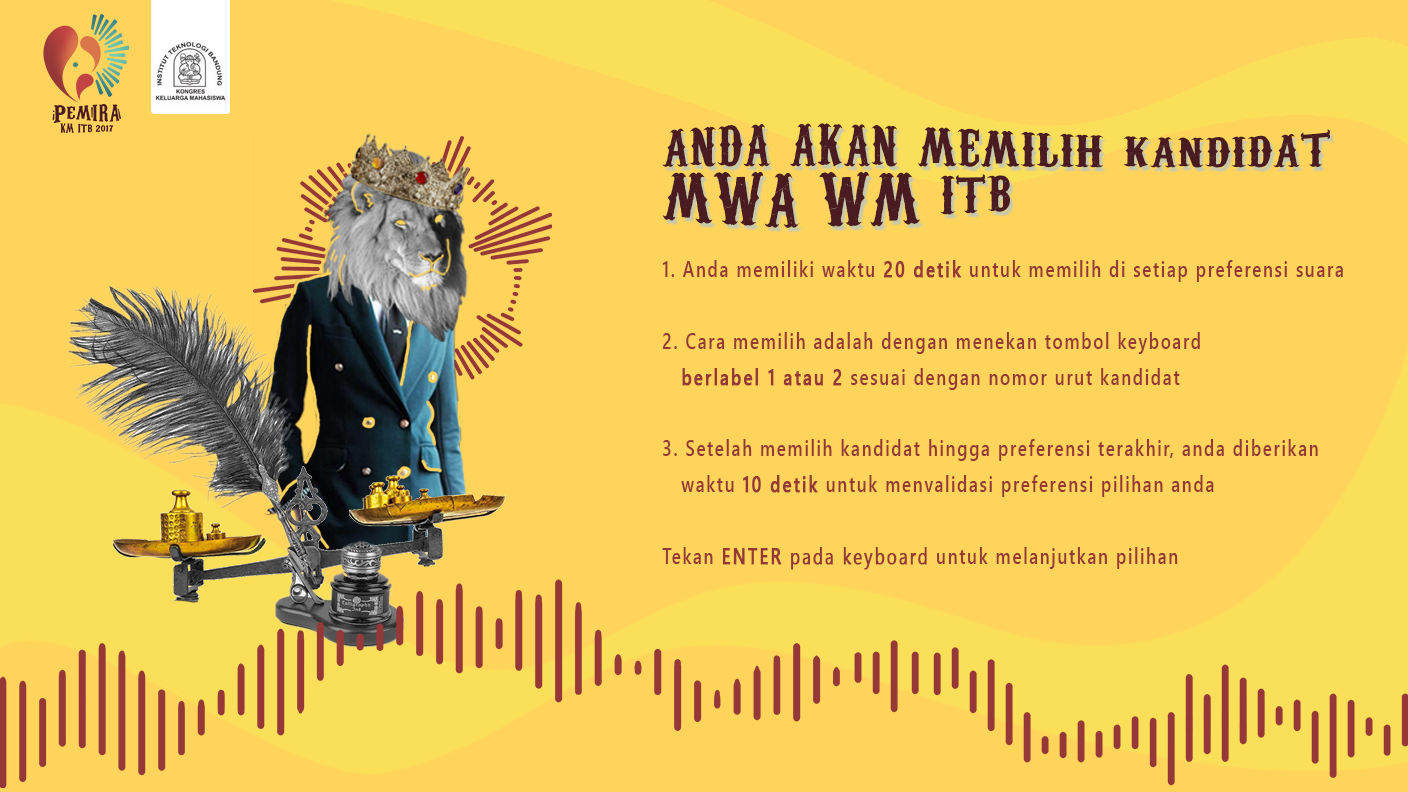 PEMIRA
KM ITB 2017
INSTITUT TEKNOLOGI BANDUNG
KONGRES
KELUARGA MAHASISWA
ANDA AKAN MEMILIH KANDIDAT
MWA WM ITB
1. Anda memiliki waktu 20 detik untuk memilih di setiap preferensi suara
2. Cara memilih adalah dengan menekan tombol keyboard
berlabel 1 atau 2 sesuai dengan nomor urut kandidat
3. Setelah memilih kandidat hingga preferensi terakhir, anda diberikan
waktu 10 detik untuk menvalidasi preferensi pilihan anda
Tekan ENTER pada keyboard untuk melanjutkan pilihan
Calligraphy
Ink